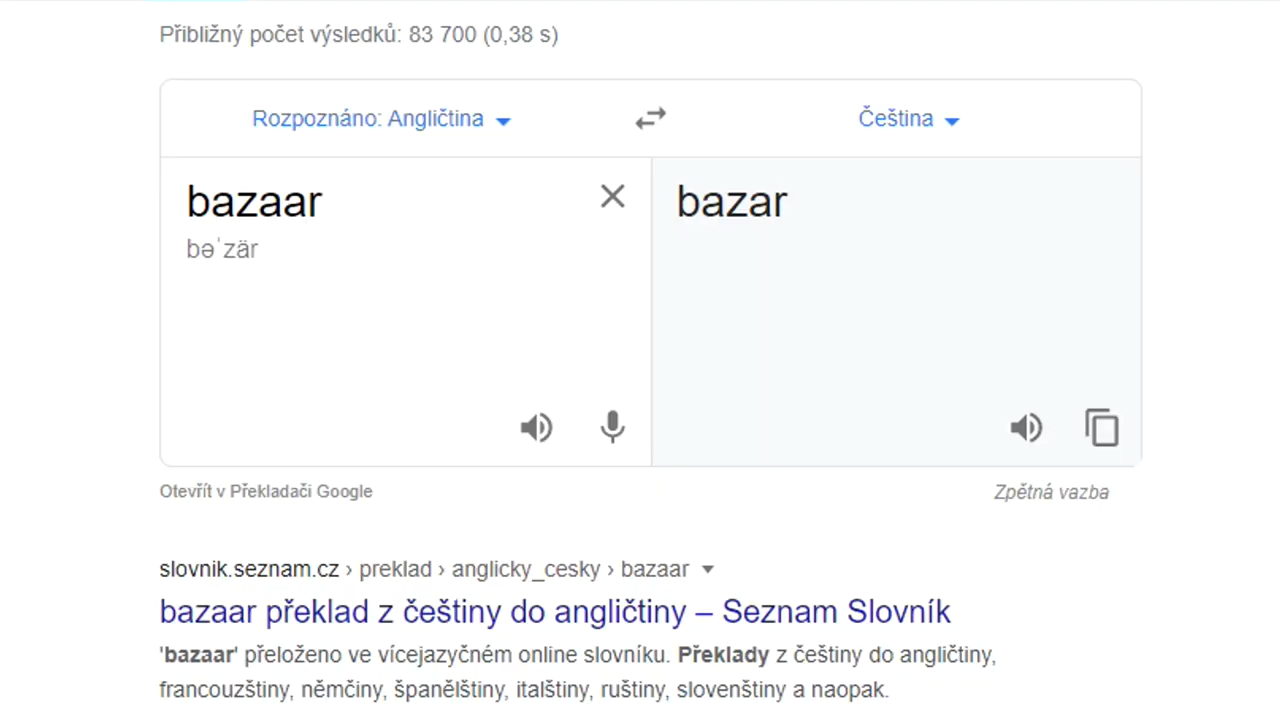 Přibližný počet výsledků: 83 700 (0,38 s)
Rozpoznáno: Angličtina
Čeština
bazaar
bazar
bəˈzär
Otevřít v Překladači Google
Zpětná vazba
slovnik.seznam.cz › preklad › anglicky_cesky › bazaar
bazaar překlad z češtiny do angličtiny – Seznam Slovník
'bazaar' přeloženo ve vícejazyčném online slovníku. Překlady z češtiny do angličtiny,
francouzštiny, němčiny, španělštiny, italštiny, ruštiny, slovenštiny a naopak.